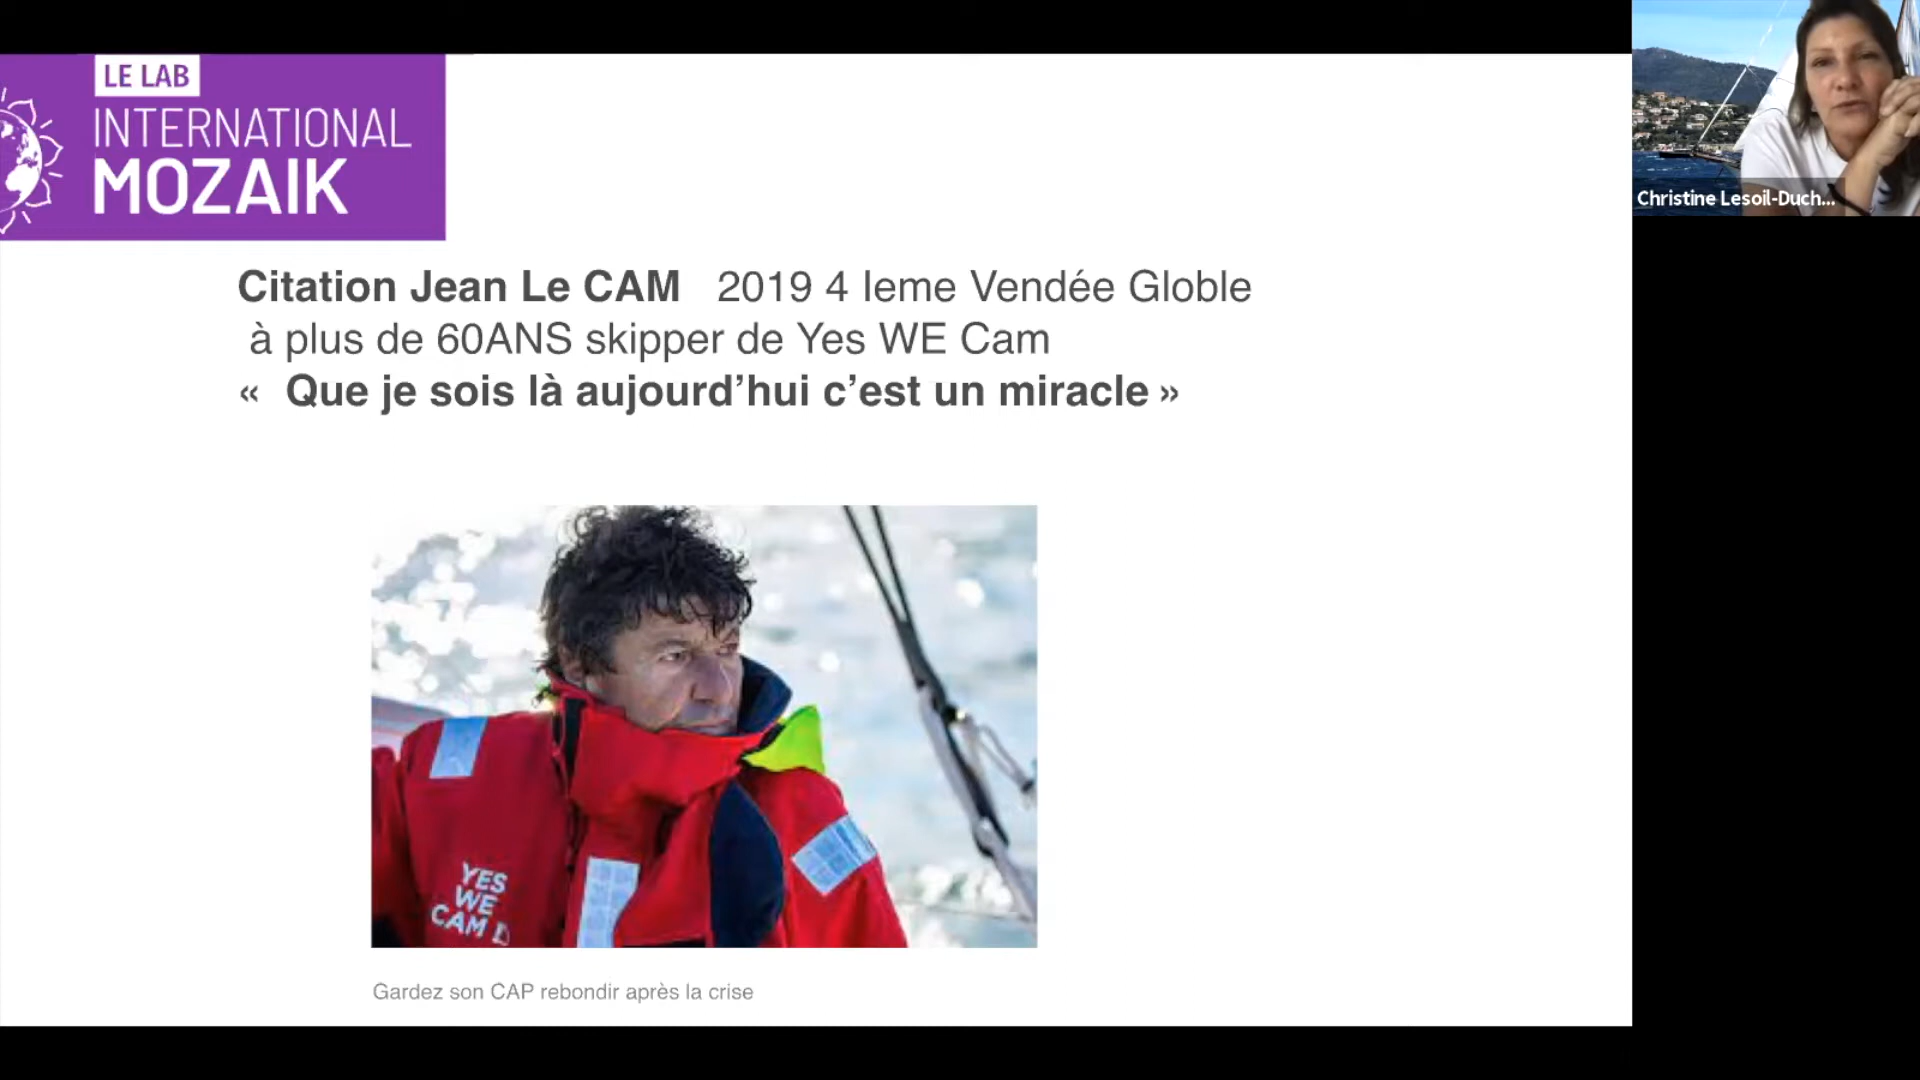 LE LAB
INTERNATIONAL
MOZAIK
Christine Lesoil-Duch...
Citation Jean Le CAM 2019 4 Ieme Vendée Globle
à plus de 60ANS skipper de Yes WE Cam
« Que je sois là aujourd’hui c’est un miracle »
YES
WE
CAM
Gardez son CAP rebondir après la crise